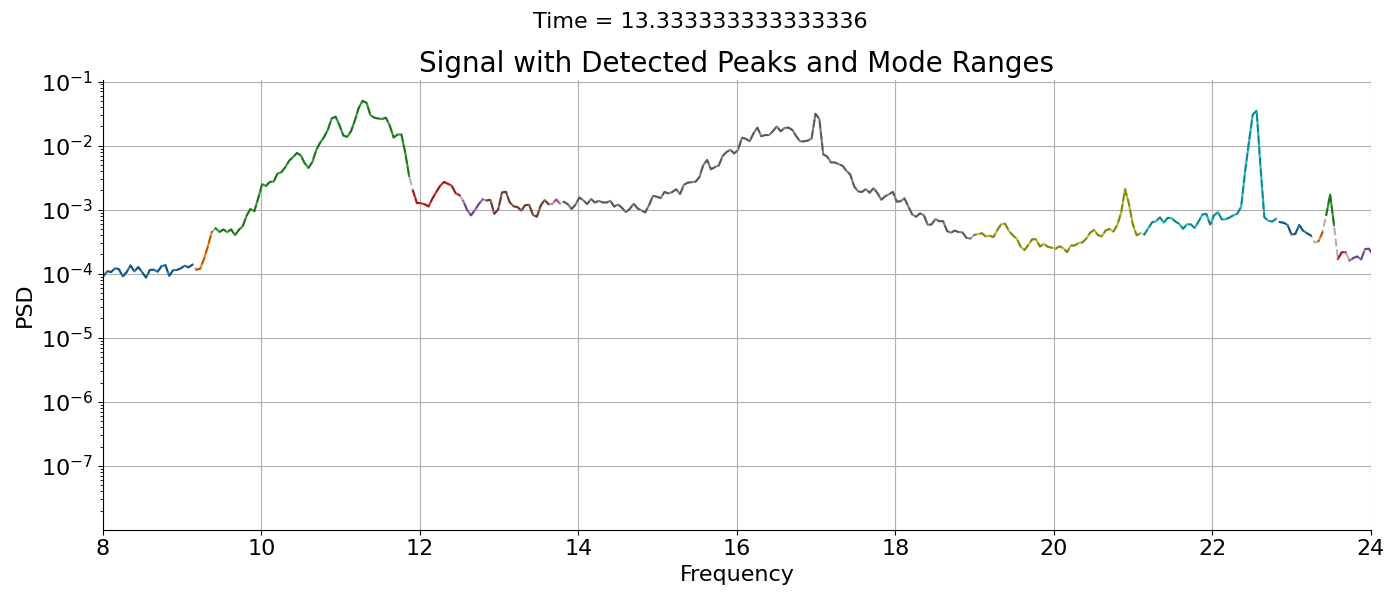 Time = 13.333333333333336
Signal with Detected Peaks and Mode Ranges
10⁻¹
10⁻²
10⁻³
10⁻⁴
10⁻⁵
10⁻⁶
10⁻⁷
PSD
8 10 12 14 16 18 20 22 24
Frequency